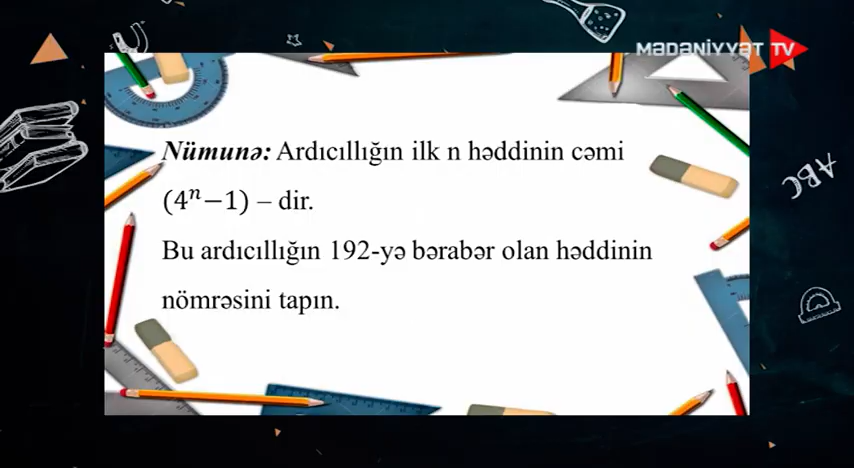 MƏDƏNİYYƏT TV
Nümunə: Ardıcıllığın ilk n həddinin cəmi
(4ⁿ−1) – dir.
Bu ardıcıllığın 192-yə bərabər olan həddinin
nömrəsini tapın.
ABC